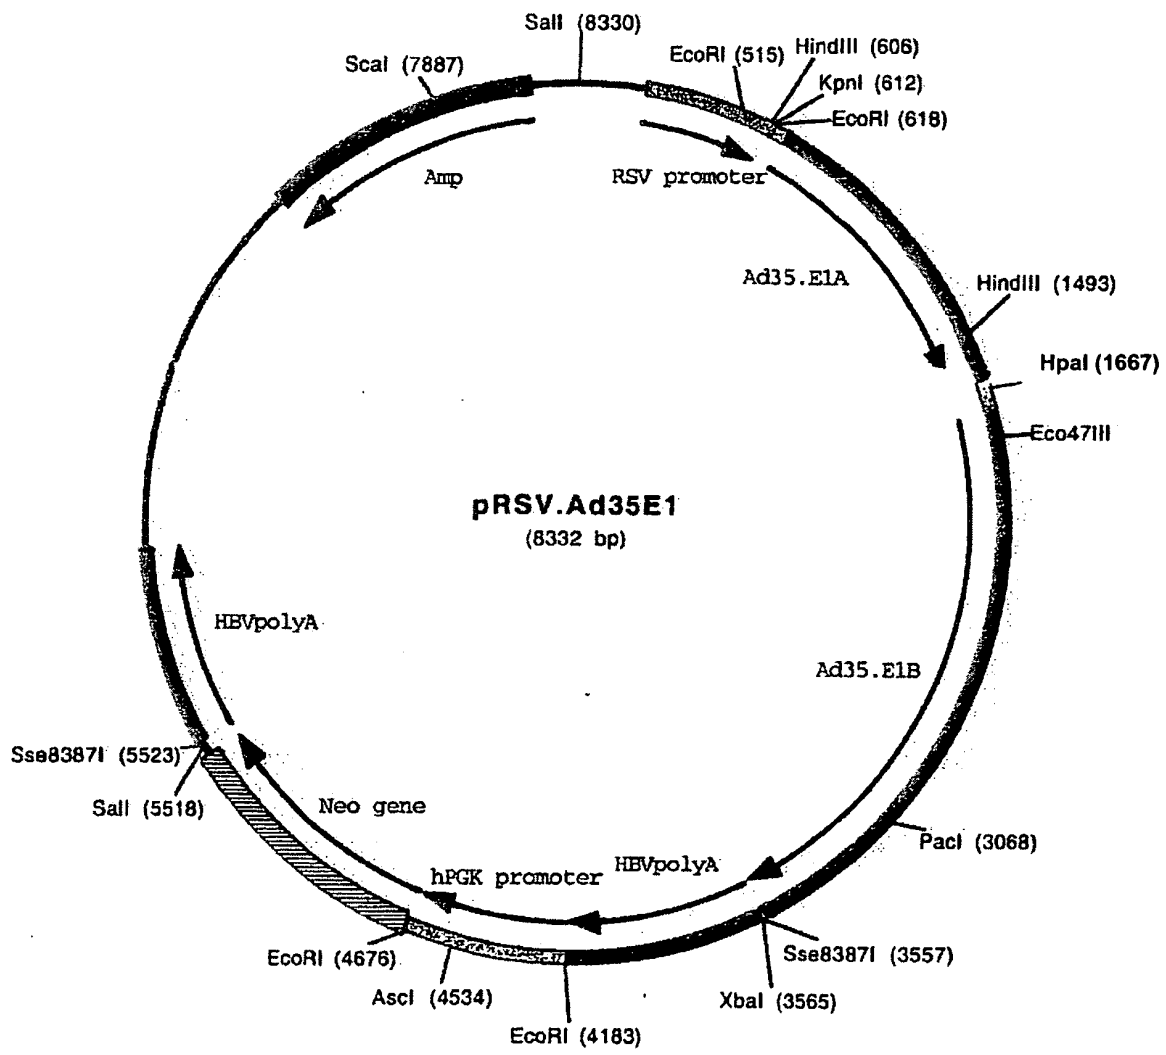 SalI (8330)
EcoRI (515)
HindIII (606)
ScaI (7887)
KpnI (612)
EcoRI (618)
Amp
RSV promoter
Ad35.E1A
HindIII (1493)
HpaI (1667)
Eco47III
pRSV.Ad35E1
(8332 bp)
HBVpolyA
Ad35.E1B
Sse8387I (5523)
SalI (5518)
Neo gene
PacI (3068)
hPGK promoter
HBVpolyA
EcoRI (4676)
Sse8387I (3557)
AscI (4534)
XbaI (3565)
EcoRI (4183)